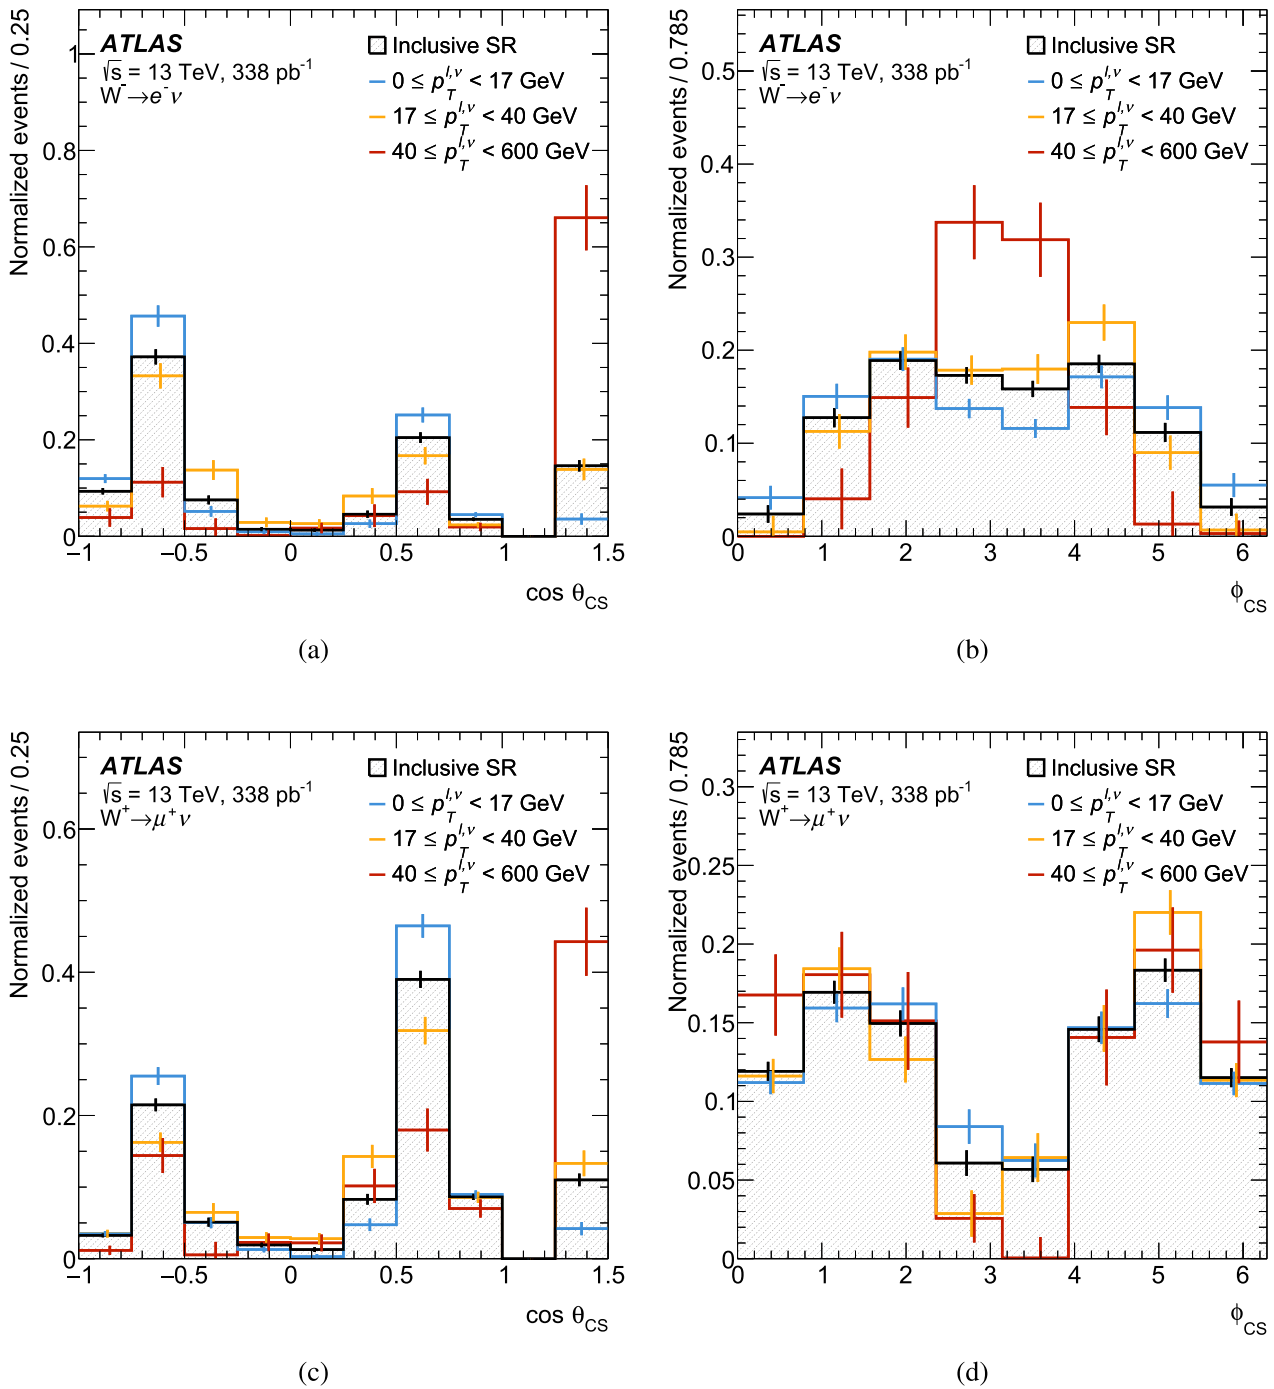 Normalized events / 0.25
ATLAS
√s = 13 TeV, 338 pb⁻¹
W⁻→e⁻ν
Inclusive SR
0 ≤ p_T^{l,ν} < 17 GeV
17 ≤ p_T^{l,ν} < 40 GeV
40 ≤ p_T^{l,ν} < 600 GeV
1
0.8
0.6
0.4
0.2
0
−1 −0.5 0 0.5 1 1.5
cos θ_CS
(a)
Normalized events / 0.785
ATLAS
√s = 13 TeV, 338 pb⁻¹
W⁻→e⁻ν
Inclusive SR
0 ≤ p_T^{l,ν} < 17 GeV
17 ≤ p_T^{l,ν} < 40 GeV
40 ≤ p_T^{l,ν} < 600 GeV
0.5
0.4
0.3
0.2
0.1
0
0 1 2 3 4 5 6
ϕ_CS
(b)
Normalized events / 0.25
ATLAS
√s = 13 TeV, 338 pb⁻¹
W⁺→μ⁺ν
Inclusive SR
0 ≤ p_T^{l,ν} < 17 GeV
17 ≤ p_T^{l,ν} < 40 GeV
40 ≤ p_T^{l,ν} < 600 GeV
0.6
0.4
0.2
0
−1 −0.5 0 0.5 1 1.5
cos θ_CS
(c)
Normalized events / 0.785
ATLAS
√s = 13 TeV, 338 pb⁻¹
W⁺→μ⁺ν
Inclusive SR
0 ≤ p_T^{l,ν} < 17 GeV
17 ≤ p_T^{l,ν} < 40 GeV
40 ≤ p_T^{l,ν} < 600 GeV
0.3
0.25
0.2
0.15
0.1
0.05
0
0 1 2 3 4 5 6
ϕ_CS
(d)